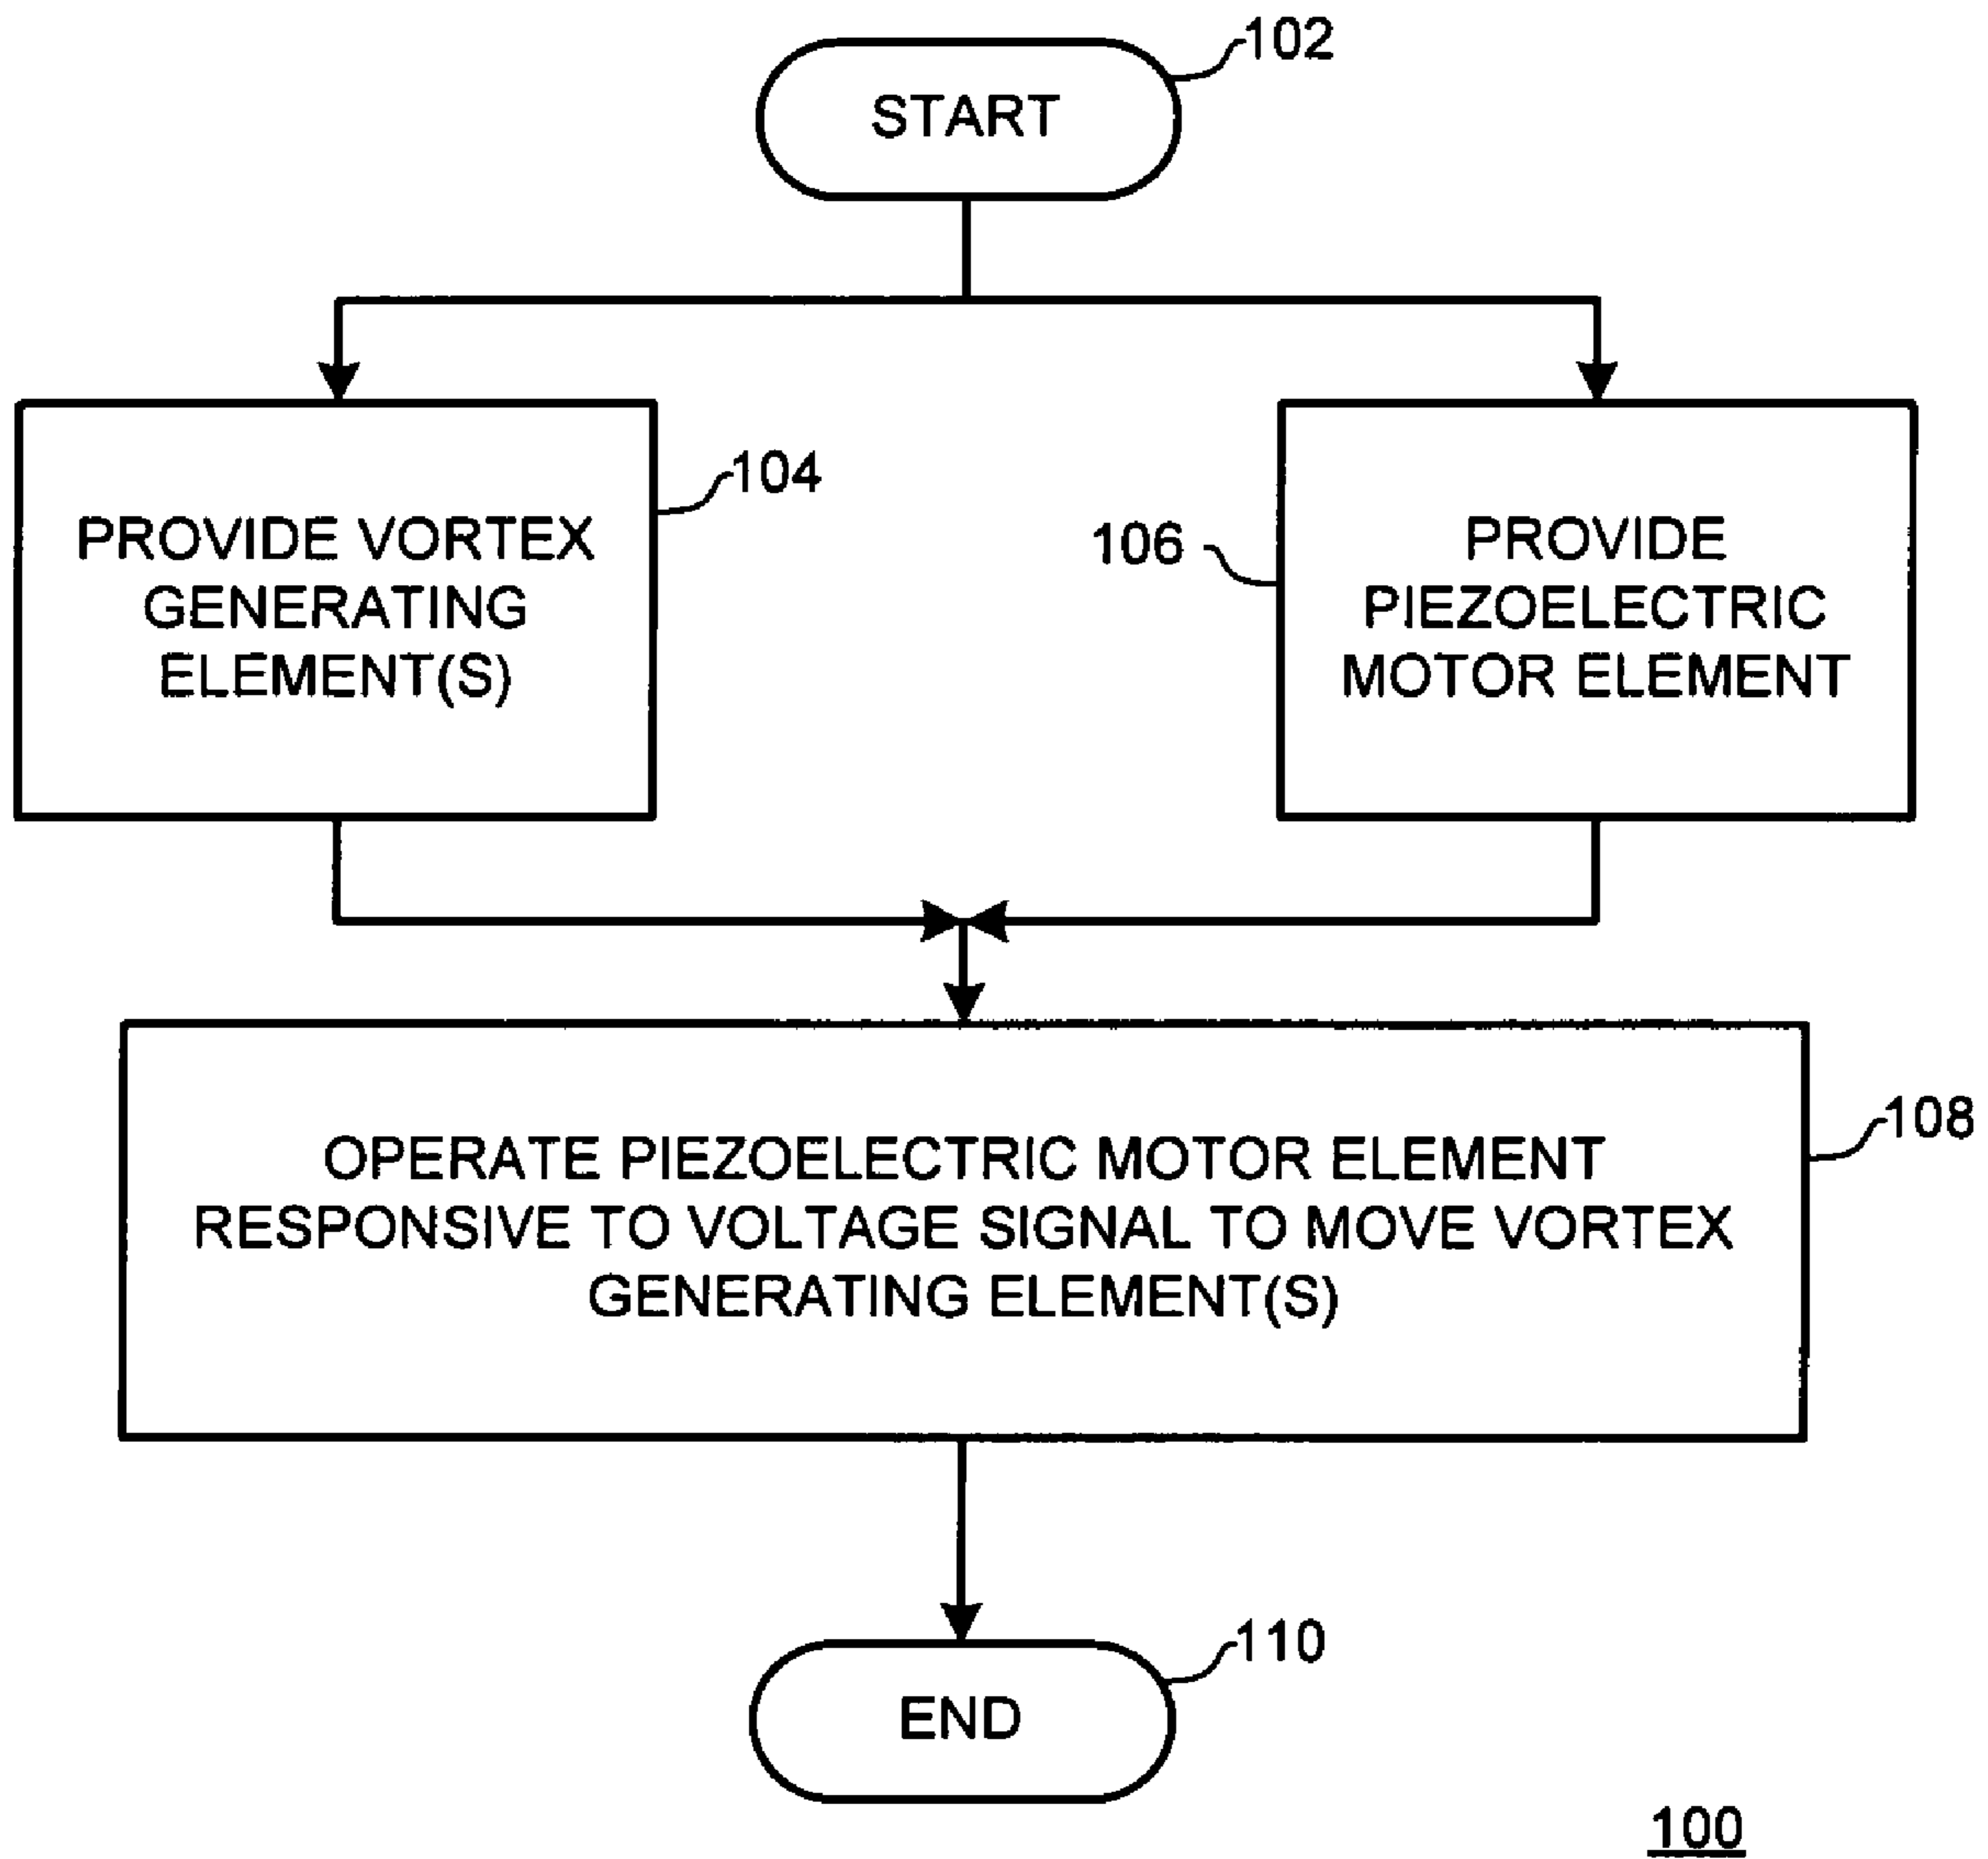 102
START
104
PROVIDE VORTEX
GENERATING
ELEMENT(S)
106
PROVIDE
PIEZOELECTRIC
MOTOR ELEMENT
108
OPERATE PIEZOELECTRIC MOTOR ELEMENT
RESPONSIVE TO VOLTAGE SIGNAL TO MOVE VORTEX
GENERATING ELEMENT(S)
110
END
100